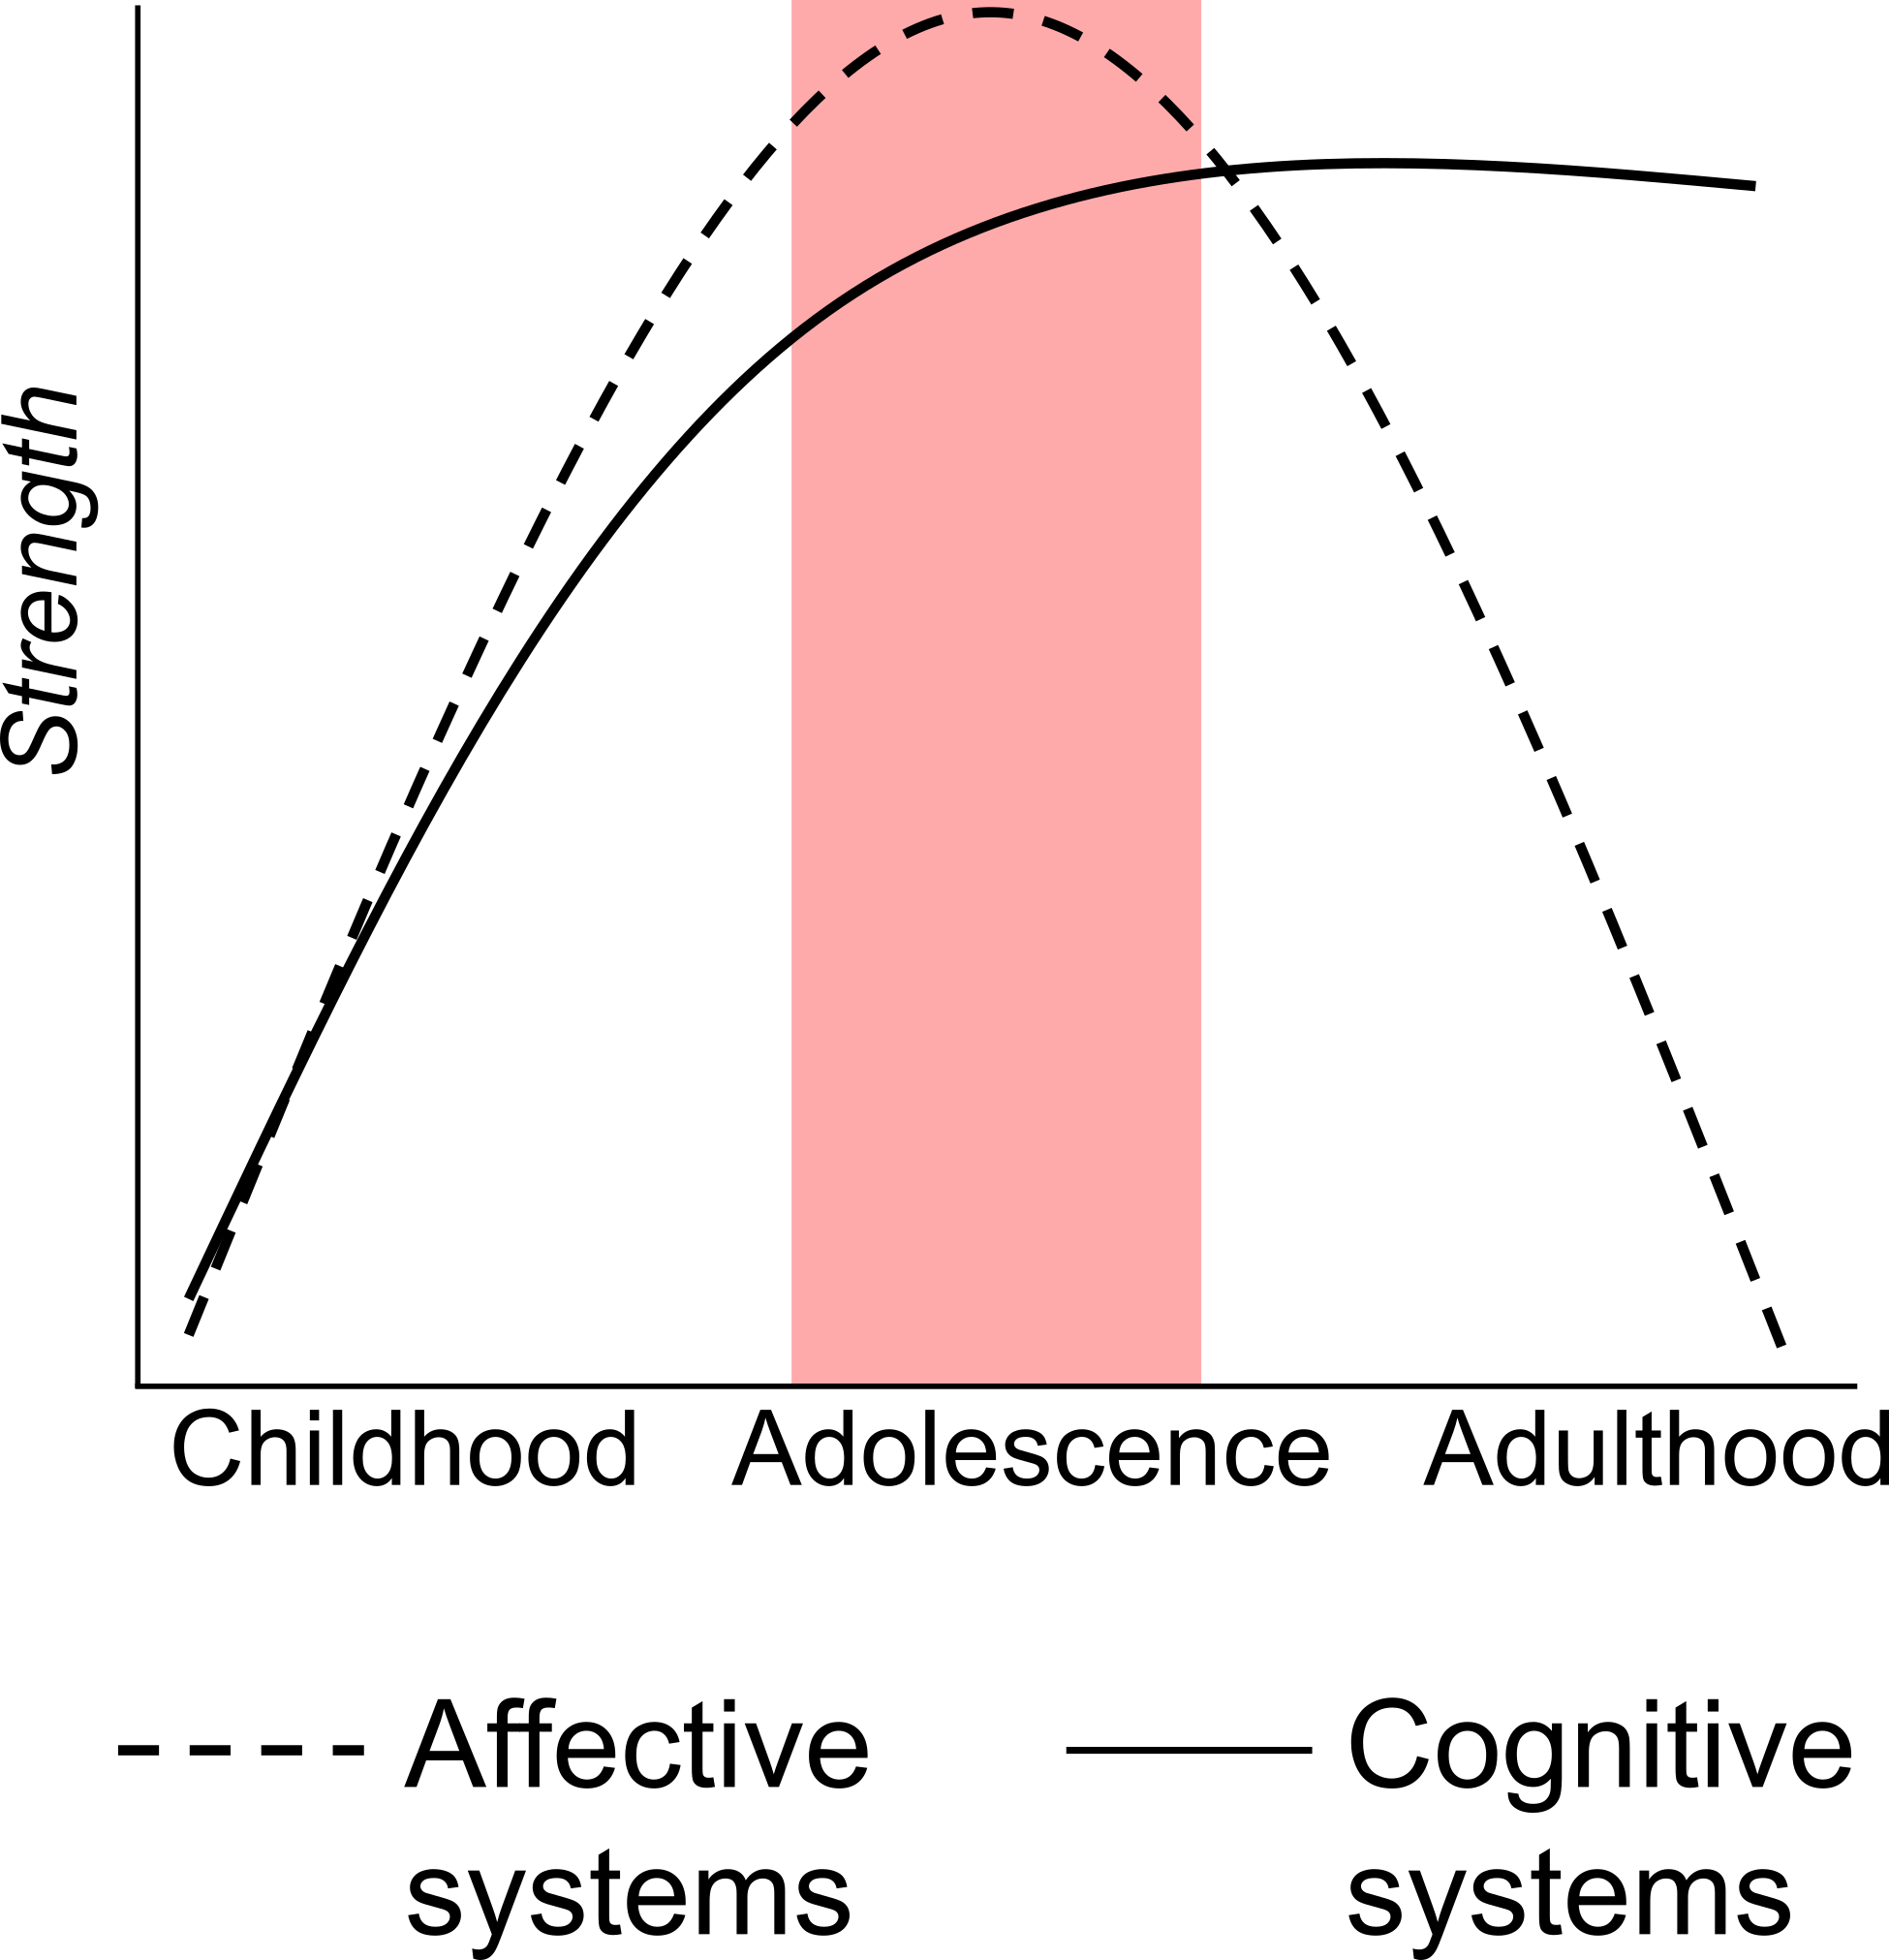 Strength
Childhood Adolescence Adulthood
Affective systems
Cognitive systems